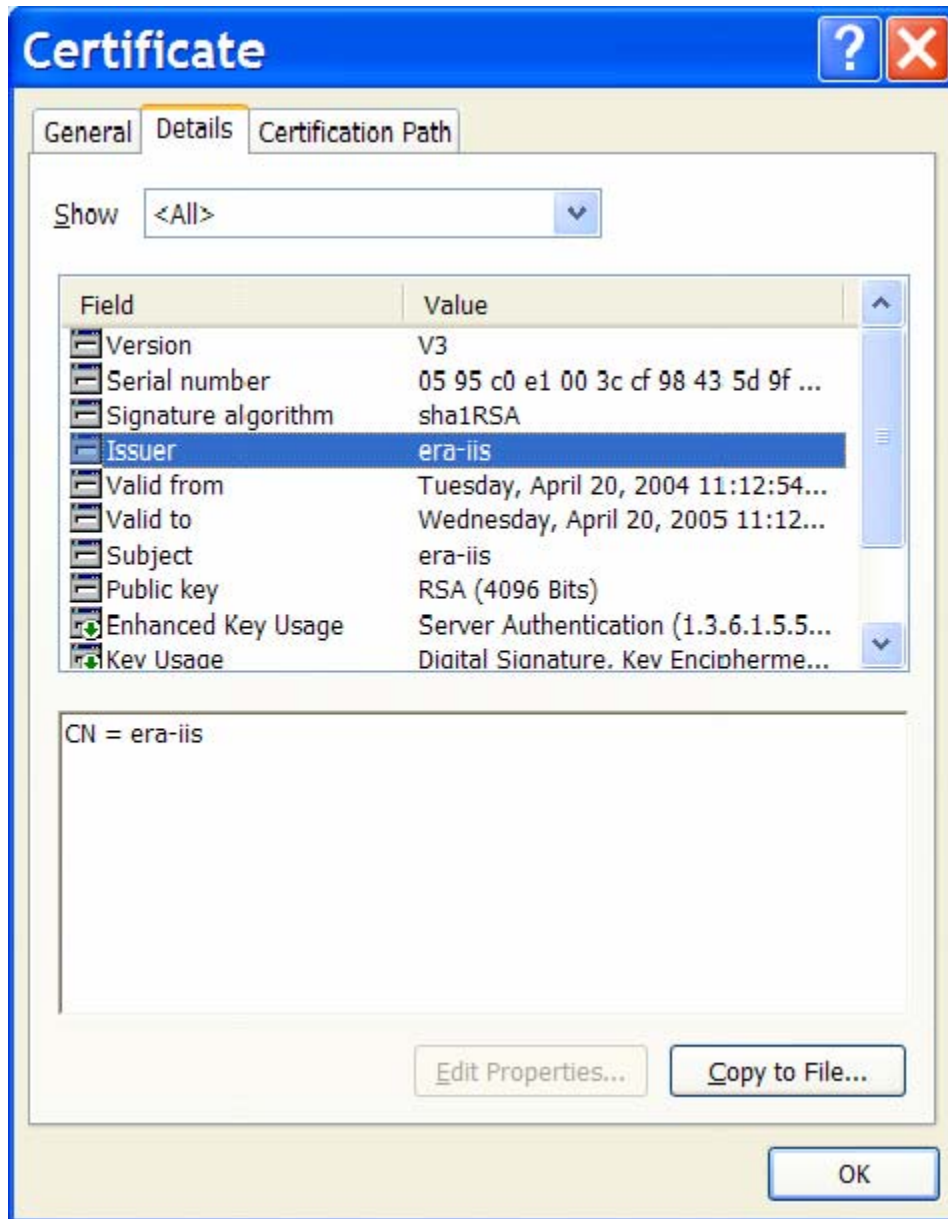 Certificate
General Details Certification Path
Show <All>
Field Value
Version V3
Serial number 05 95 c0 e1 00 3c cf 98 43 5d 9f ...
Signature algorithm sha1RSA
Issuer era-iis
Valid from Tuesday, April 20, 2004 11:12:54...
Valid to Wednesday, April 20, 2005 11:12...
Subject era-iis
Public key RSA (4096 Bits)
Enhanced Key Usage Server Authentication (1.3.6.1.5.5...
Key Usage Digital Signature, Key Encipherme...
CN = era-iis
Edit Properties... Copy to File...
OK